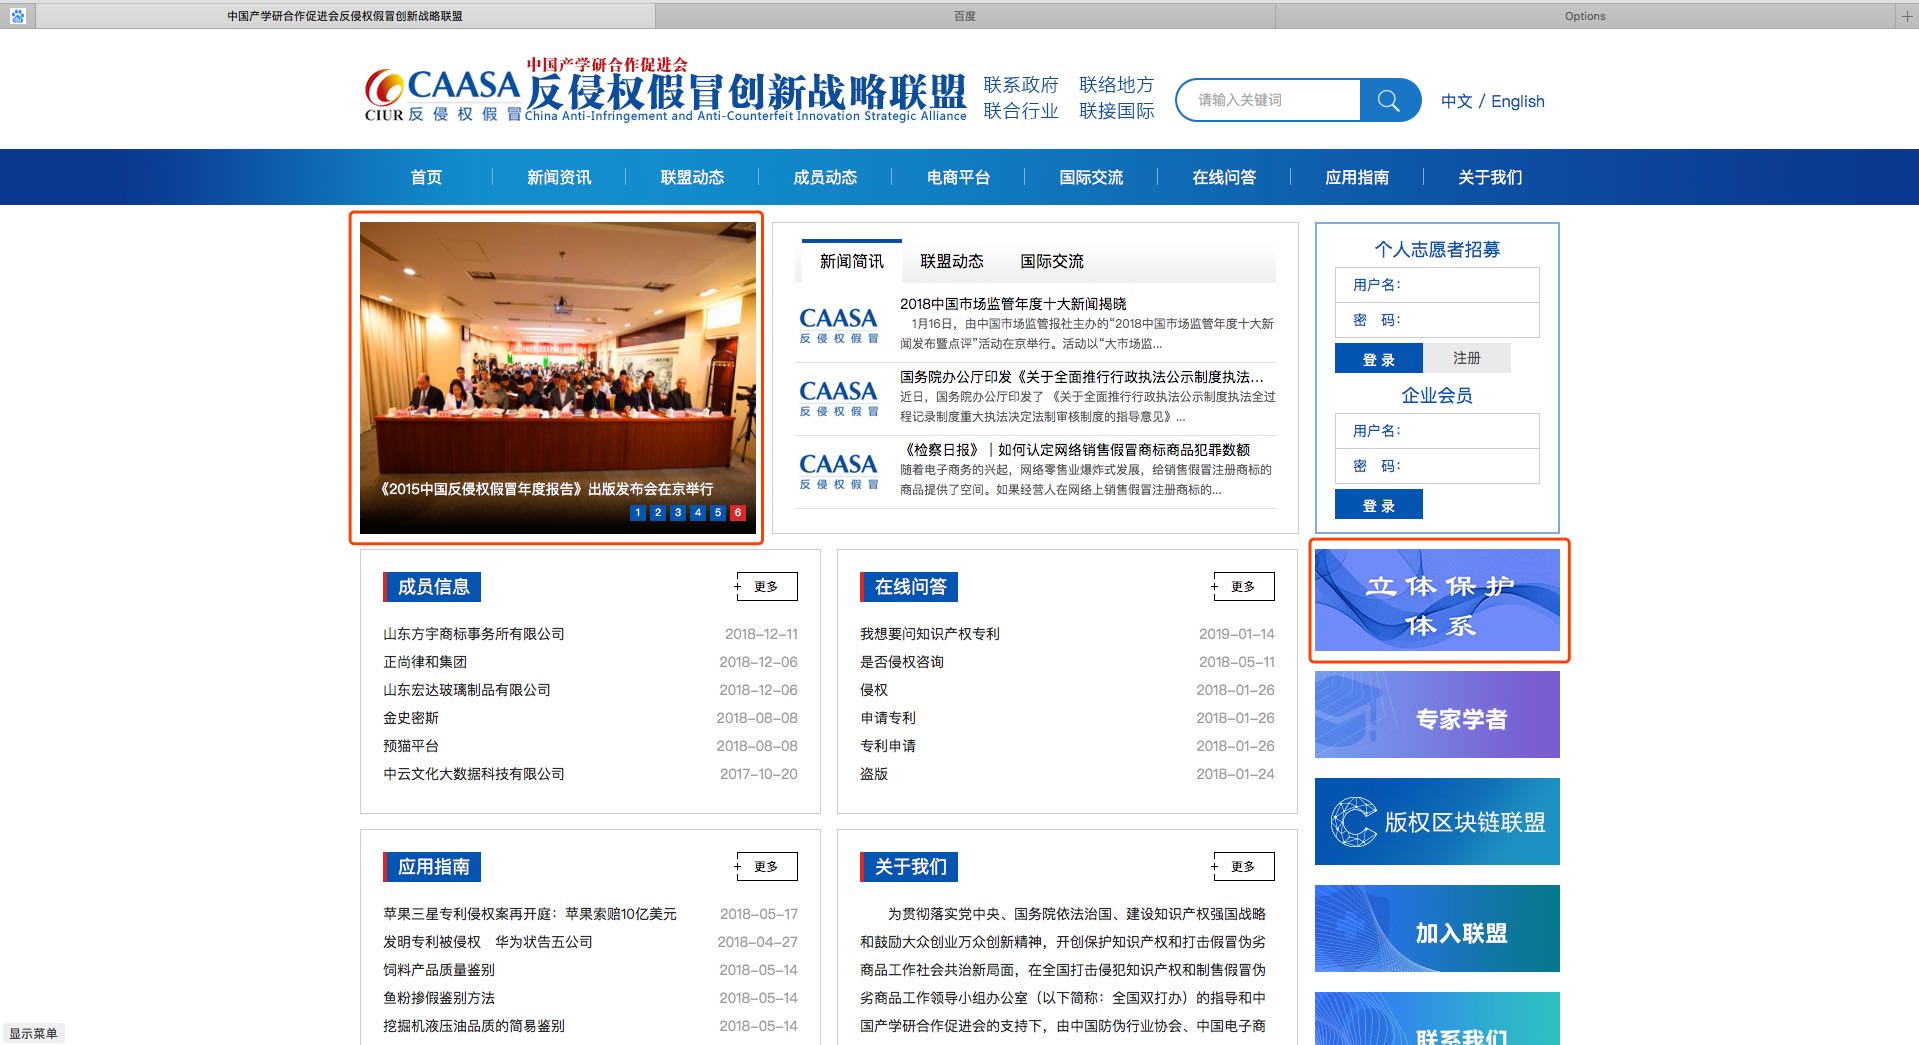 中国产学研合作促进会反侵权假冒创新战略联盟
百度
Options
CIUR
CAASA
反侵权假冒
中国产学研合作促进会
反侵权假冒创新战略联盟
China Anti-Infringement and Anti-Counterfeit Innovation Strategic Alliance
联系政府 联络地方
联合行业 联接国际
请输入关键词
中文 / English
首页 新闻资讯 联盟动态 成员动态 电商平台 国际交流 在线问答 应用指南 关于我们
《2015中国反侵权假冒年度报告》出版发布会在京举行
1 2 3 4 5 6
新闻简讯 联盟动态 国际交流
CAASA
反侵权假冒
2018中国市场监管年度十大新闻揭晓
1月16日，由中国市场监管报社主办的“2018中国市场监管年度十大新
闻发布暨点评”活动在京举行。活动以“大市场监...
CAASA
反侵权假冒
国务院办公厅印发《关于全面推行行政执法公示制度执法...
近日，国务院办公厅印发了 《关于全面推行行政执法公示制度执法全过
程记录制度重大执法决定法制审核制度的指导意见》...
CAASA
反侵权假冒
《检察日报》｜如何认定网络销售假冒商标商品犯罪数额
随着电子商务的兴起，网络零售业爆炸式发展，给销售假冒注册商标的
商品提供了空间。如果经营人在网络上销售假冒注册商标的...
个人志愿者招募
用户名：
密 码：
登 录 注册
企业会员
用户名：
密 码：
登 录
成员信息
+ 更多
山东方宇商标事务所有限公司 2018-12-11
正尚律和集团 2018-12-06
山东宏达玻璃制品有限公司 2018-12-06
金史密斯 2018-08-08
预猫平台 2018-08-08
中云文化大数据科技有限公司 2017-10-20
在线问答
+ 更多
我想要问知识产权专利 2019-01-14
是否侵权咨询 2018-05-11
侵权 2018-01-26
申请专利 2018-01-26
专利申请 2018-01-26
盗版 2018-01-24
立体保护
体系
专家学者
版权区块链联盟
加入联盟
联系我们
应用指南
+ 更多
苹果三星专利侵权案再开庭：苹果索赔10亿美元 2018-05-17
发明专利被侵权 华为状告五公司 2018-04-27
饲料产品质量鉴别 2018-05-14
鱼粉掺假鉴别方法 2018-05-14
挖掘机液压油品质的简易鉴别 2018-05-14
关于我们
+ 更多
为贯彻落实党中央、国务院依法治国、建设知识产权强国战略
和鼓励大众创业万众创新精神，开创保护知识产权和打击假冒伪劣
商品工作社会共治新局面，在全国打击侵犯知识产权和制售假冒伪
劣商品工作领导小组办公室（以下简称：全国双打办）的指导和中
国产学研合作促进会的支持下，由中国防伪行业协会、中国电子商
显示菜单